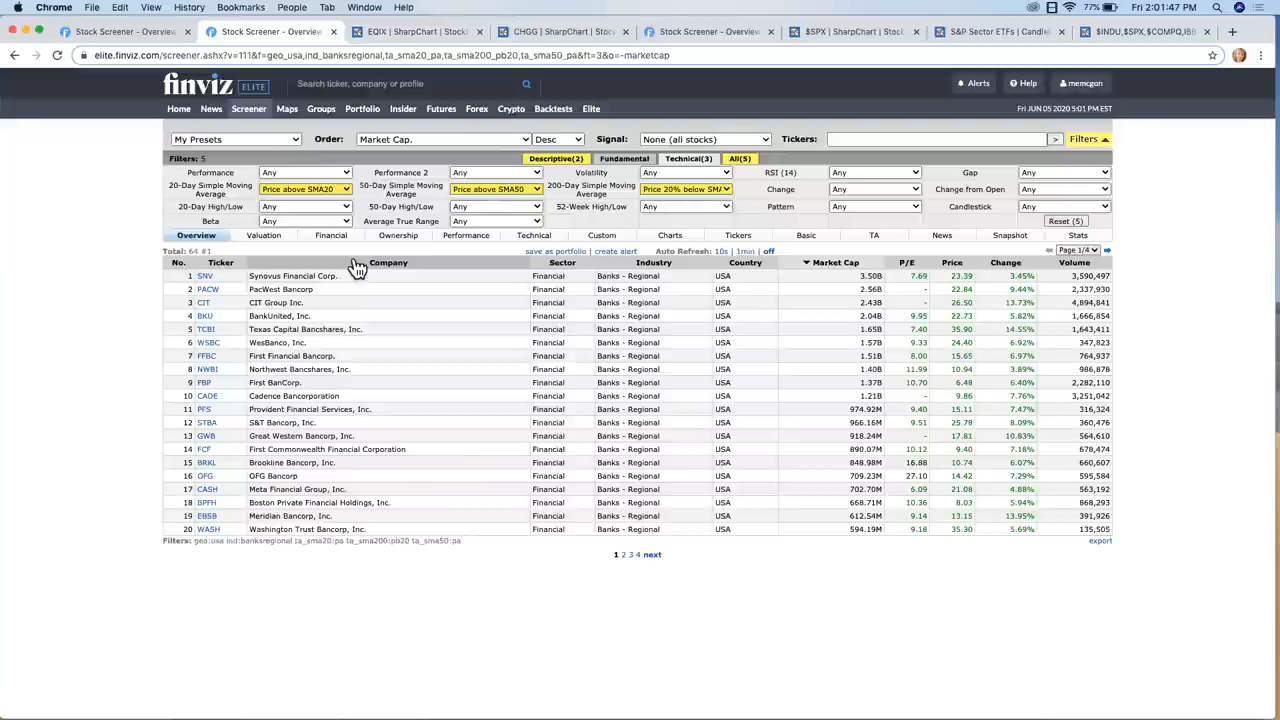 Chrome File Edit View History Bookmarks People Tab Window Help 77% Fri 2:01:47 PM
Stock Screener - Overview × Stock Screener - Overview × EQIX | SharpChart | Stock × CHGG | SharpChart | Stoc × Stock Screener - Overview × $SPX | SharpChart | Stock × S&P Sector ETFs | Candle × $INDU,$SPX,$COMPQ,IBB × +
elite.finviz.com/screener.ashx?v=111&f=geo_usa,ind_banksregional,ta_sma20_pa,ta_sma200_pb20,ta_sma50_pa&ft=3&o=-marketcap
finviz ELITE Search ticker, company or profile Alerts Help memcgon
Home News Screener Maps Groups Portfolio Insider Futures Forex Crypto Backtests Elite Fri JUN 05 2020 5:01 PM EST
My Presets Order: Market Cap. Desc Signal: None (all stocks) Tickers: > Filters
Filters: 5 Descriptive(2) Fundamental Technical(3) All(5)
Performance Any Performance 2 Any Volatility Any RSI (14) Any Gap Any
20-Day Simple Moving Average Price above SMA20 50-Day Simple Moving Average Price above SMA50 200-Day Simple Moving Average Price 20% below SMA Change Any Change from Open Any
20-Day High/Low Any 50-Day High/Low Any 52-Week High/Low Any Pattern Any Candlestick Any
Beta Any Average True Range Any Reset (5)
Overview Valuation Financial Ownership Performance Technical Custom Charts Tickers Basic TA News Snapshot Stats
Total: 64 #1 save as portfolio | create alert Auto Refresh: 10s | 1min | off Page 1/4
No. Ticker Company Sector Industry Country Market Cap P/E Price Change Volume
1 SNV Synovus Financial Corp. Financial Banks - Regional USA 3.50B 7.69 23.39 3.45% 3,590,497
2 PACW PacWest Bancorp Financial Banks - Regional USA 2.56B - 22.84 9.44% 2,337,930
3 CIT CIT Group Inc. Financial Banks - Regional USA 2.43B - 26.50 13.73% 4,894,841
4 BKU BankUnited, Inc. Financial Banks - Regional USA 2.04B 9.95 22.73 5.82% 1,666,854
5 TCBI Texas Capital Bancshares, Inc. Financial Banks - Regional USA 1.65B 7.40 35.90 14.55% 1,643,411
6 WSBC WesBanco, Inc. Financial Banks - Regional USA 1.57B 9.33 24.40 6.92% 347,823
7 FFBC First Financial Bancorp. Financial Banks - Regional USA 1.51B 8.00 15.65 6.97% 764,937
8 NWBI Northwest Bancshares, Inc. Financial Banks - Regional USA 1.40B 11.99 10.94 3.89% 986,878
9 FBP First BanCorp. Financial Banks - Regional USA 1.37B 10.70 6.48 6.40% 2,282,110
10 CADE Cadence Bancorporation Financial Banks - Regional USA 1.21B - 9.86 7.76% 3,251,042
11 PFS Provident Financial Services, Inc. Financial Banks - Regional USA 974.92M 9.40 15.11 7.47% 316,324
12 STBA S&T Bancorp, Inc. Financial Banks - Regional USA 966.16M 9.51 25.78 8.09% 360,476
13 GWB Great Western Bancorp, Inc. Financial Banks - Regional USA 918.24M - 17.81 10.83% 564,610
14 FCF First Commonwealth Financial Corporation Financial Banks - Regional USA 890.07M 10.12 9.40 7.18% 678,474
15 BRKL Brookline Bancorp, Inc. Financial Banks - Regional USA 848.98M 16.88 10.74 6.07% 660,607
16 OFG OFG Bancorp Financial Banks - Regional USA 709.23M 27.10 14.42 7.29% 595,584
17 CASH Meta Financial Group, Inc. Financial Banks - Regional USA 702.70M 6.09 21.08 4.88% 563,192
18 BPFH Boston Private Financial Holdings, Inc. Financial Banks - Regional USA 668.71M 10.36 8.03 5.94% 868,293
19 EBSB Meridian Bancorp, Inc. Financial Banks - Regional USA 612.54M 9.14 13.15 13.95% 391,926
20 WASH Washington Trust Bancorp, Inc. Financial Banks - Regional USA 594.19M 9.18 35.30 5.69% 135,505
Filters: geo:usa ind:banksregional ta_sma20:pa ta_sma200:pb20 ta_sma50:pa export
1 2 3 4 next